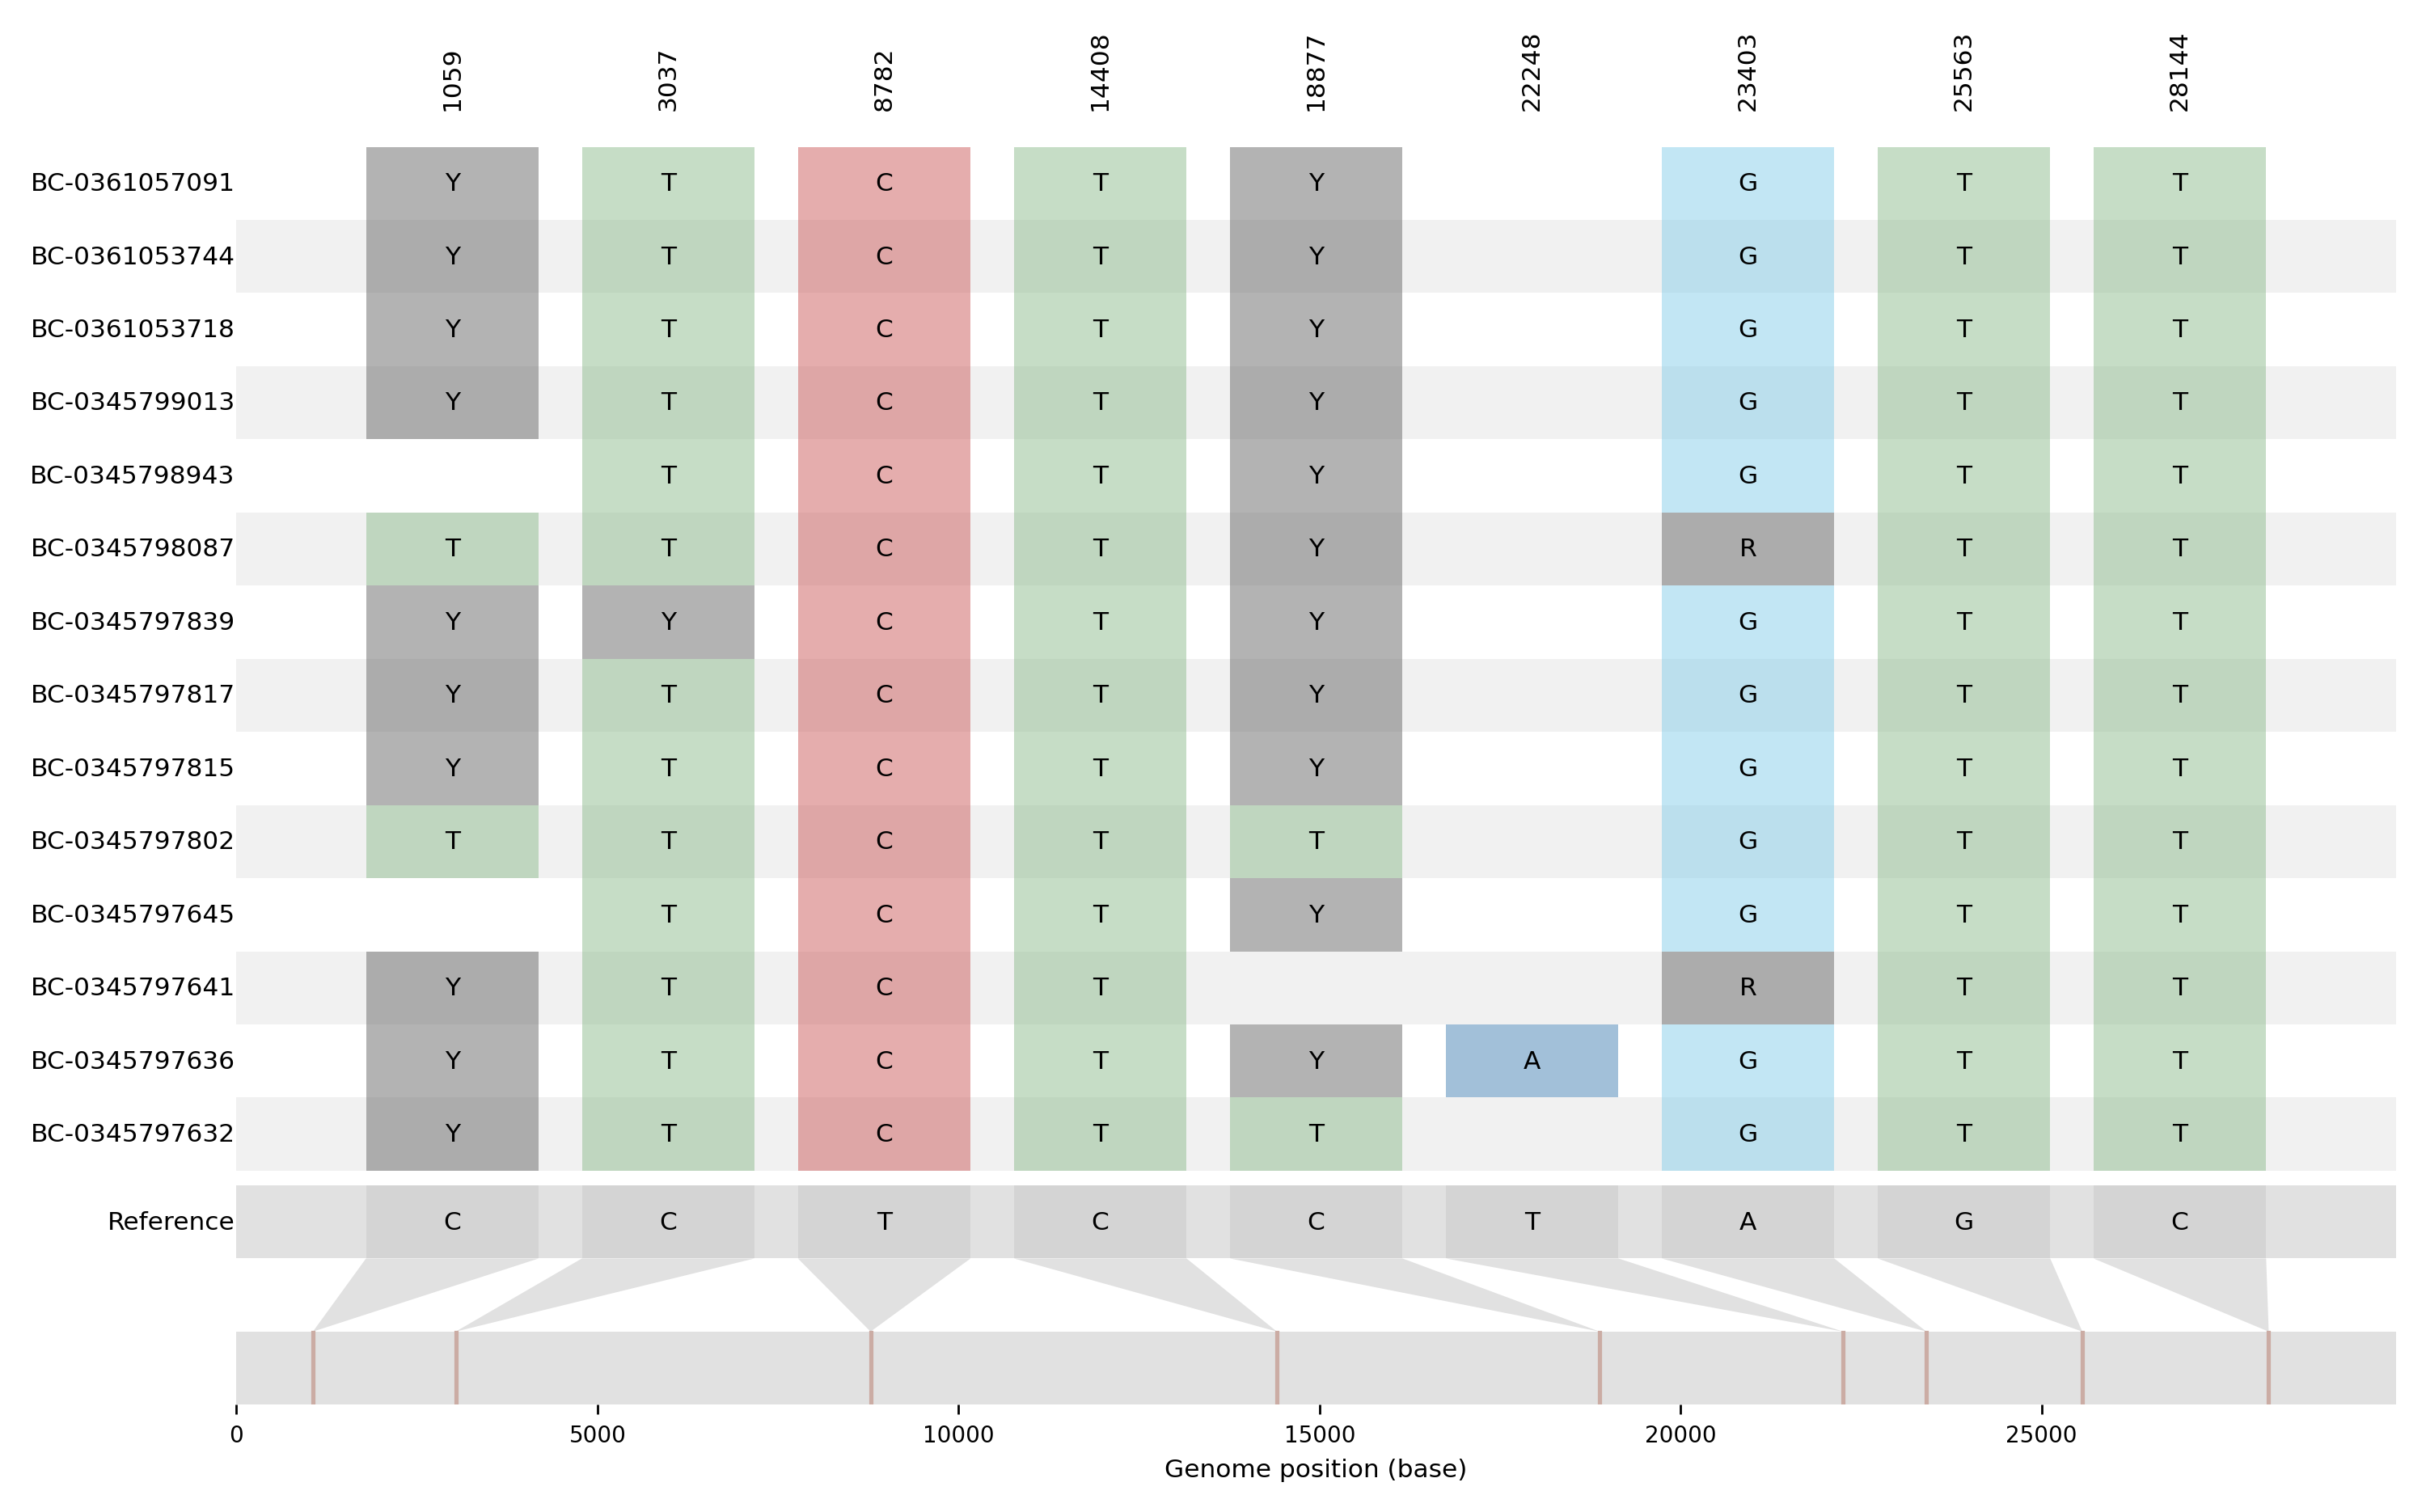 1059 3037 8782 14408 18877 22248 23403 25563 28144
BC-0361057091 Y T C T Y G T T
BC-0361053744 Y T C T Y G T T
BC-0361053718 Y T C T Y G T T
BC-0345799013 Y T C T Y G T T
BC-0345798943 T C T Y G T T
BC-0345798087 T T C T Y R T T
BC-0345797839 Y Y C T Y G T T
BC-0345797817 Y T C T Y G T T
BC-0345797815 Y T C T Y G T T
BC-0345797802 T T C T T G T T
BC-0345797645 T C T Y G T T
BC-0345797641 Y T C T R T T
BC-0345797636 Y T C T Y A G T T
BC-0345797632 Y T C T T G T T
Reference C C T C C T A G C
0 5000 10000 15000 20000 25000
Genome position (base)